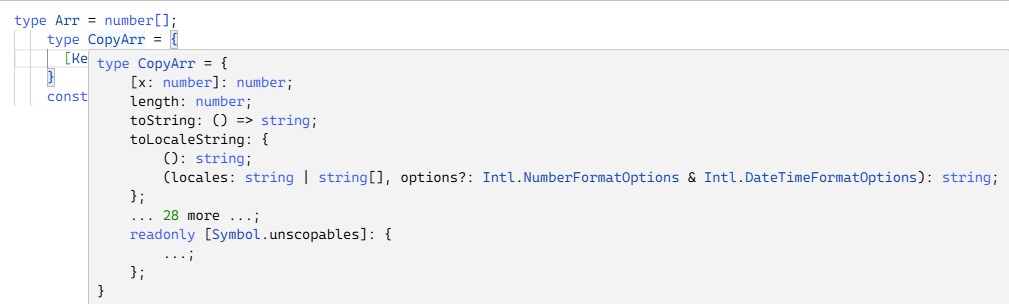 type Arr = number[];
type CopyArr = {
[Ke
type CopyArr = {
[x: number]: number;
}
length: number;
const
toString: () => string;
toLocaleString: {
(): string;
(locales: string | string[], options?: Intl.NumberFormatOptions & Intl.DateTimeFormatOptions): string;
};
... 28 more ...;
readonly [Symbol.unscopables]: {
...;
};
}